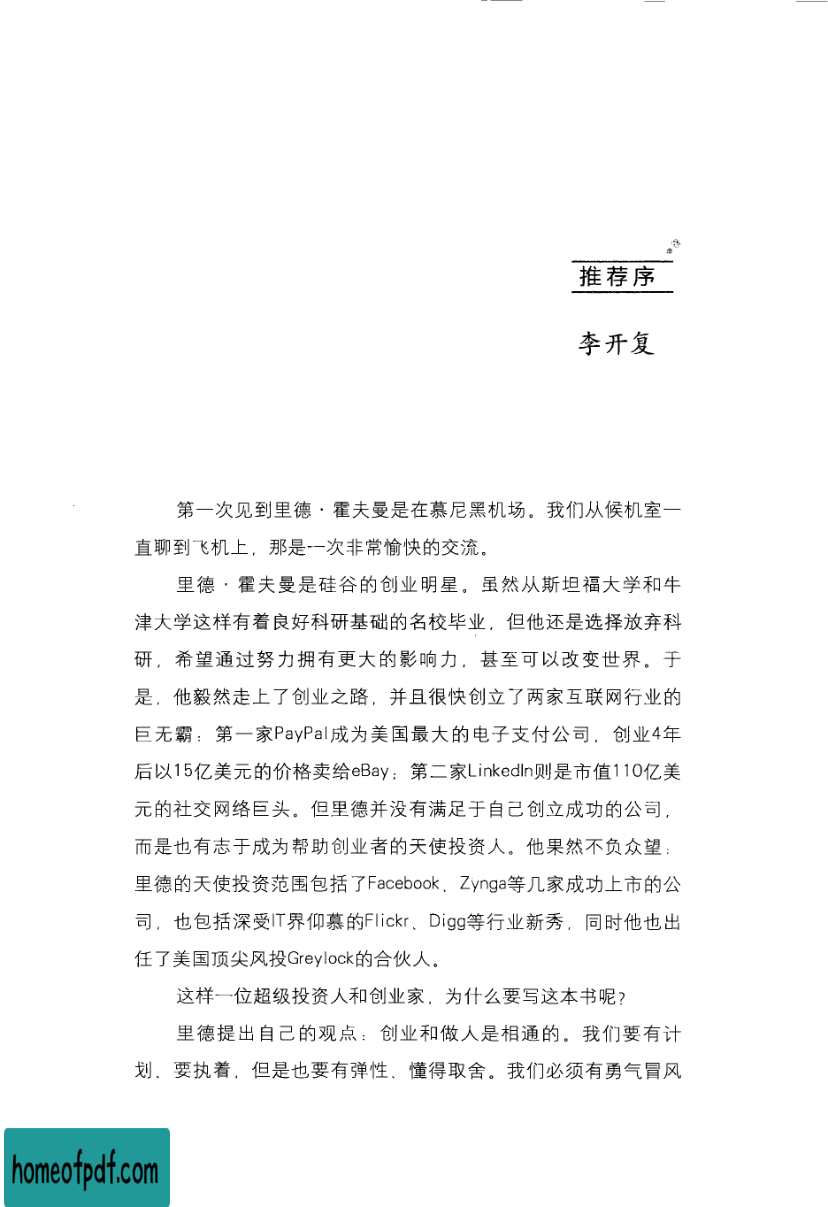 推荐序
李开复
第一次见到里德·霍夫曼是在慕尼黑机场。我们从候机室一
直聊到飞机上，那是一次非常愉快的交流。
里德·霍夫曼是硅谷的创业明星。虽然从斯坦福大学和牛
津大学这样有着良好科研基础的名校毕业，但他还是选择放弃科
研，希望通过努力拥有更大的影响力，甚至可以改变世界。于
是，他毅然走上了创业之路，并且很快创立了两家互联网行业的
巨无霸：第一家PayPal成为美国最大的电子支付公司，创业4年
后以15亿美元的价格卖给eBay；第二家LinkedIn则是市值110亿美
元的社交网络巨头。但里德并没有满足于自己创立成功的公司，
而是也有志于成为帮助创业者的天使投资人。他果然不负众望：
里德的天使投资范围包括了Facebook、Zynga等几家成功上市的公
司，也包括深受IT界仰慕的Flickr、Digg等行业新秀，同时他也出
任了美国顶尖风投Greylock的合伙人。
这样一位超级投资人和创业家，为什么要写这本书呢？
里德提出自己的观点：创业和做人是相通的。我们要有计
划、要执着，但是也要有弹性、懂得取舍。我们必须有勇气冒风
homeofpdf.com